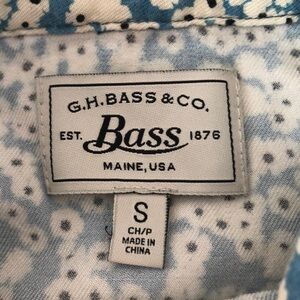 G.H.BASS & CO.
EST. Bass 1876
MAINE, USA
S
CH/P
MADE IN
CHINA